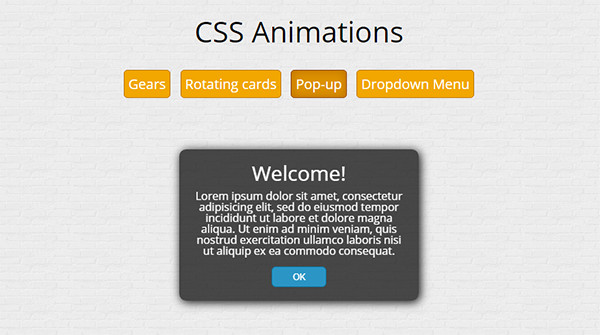 CSS Animations
Gears Rotating cards Pop-up Dropdown Menu
Welcome!
Lorem ipsum dolor sit amet, consectetur
adipisicing elit, sed do eiusmod tempor
incididunt ut labore et dolore magna
aliqua. Ut enim ad minim veniam, quis
nostrud exercitation ullamco laboris nisi
ut aliquip ex ea commodo consequat.
OK